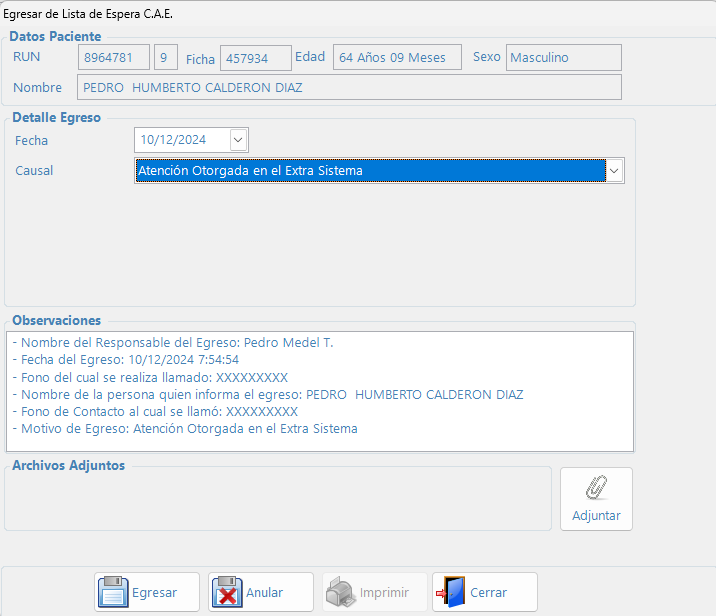 Egresar de Lista de Espera C.A.E.
Datos Paciente
RUN 8964781 9 Ficha 457934 Edad 64 Años 09 Meses Sexo Masculino
Nombre PEDRO HUMBERTO CALDERON DIAZ
Detalle Egreso
Fecha 10/12/2024
Causal Atención Otorgada en el Extra Sistema
Observaciones
- Nombre del Responsable del Egreso: Pedro Medel T.
- Fecha del Egreso: 10/12/2024 7:54:54
- Fono del cual se realiza llamado: XXXXXXXXX
- Nombre de la persona quien informa el egreso: PEDRO HUMBERTO CALDERON DIAZ
- Fono de Contacto al cual se llamó: XXXXXXXXX
- Motivo de Egreso: Atención Otorgada en el Extra Sistema
Archivos Adjuntos
Adjuntar
Egresar Anular Imprimir Cerrar